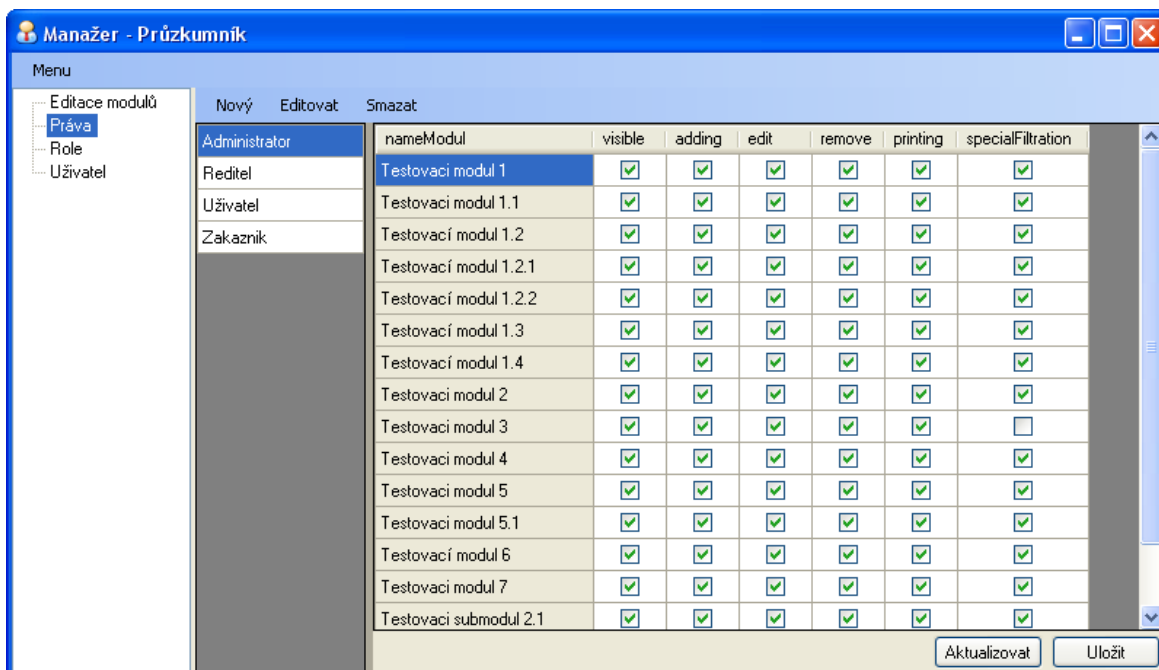 Manažer - Průzkumník
Menu
Editace modulů
Práva
Role
Uživatel
Nový Editovat Smazat
Administrator
Reditel
Uživatel
Zakaznik
nameModul visible adding edit remove printing specialFiltration
Testovaci modul 1
Testovaci modul 1.1
Testovací modul 1.2
Testovací modul 1.2.1
Testovací modul 1.2.2
Testovací modul 1.3
Testovací modul 1.4
Testovaci modul 2
Testovaci modul 3
Testovaci modul 4
Testovaci modul 5
Testovaci modul 5.1
Testovací modul 6
Testovaci modul 7
Testovaci submodul 2.1
Aktualizovat Uložit